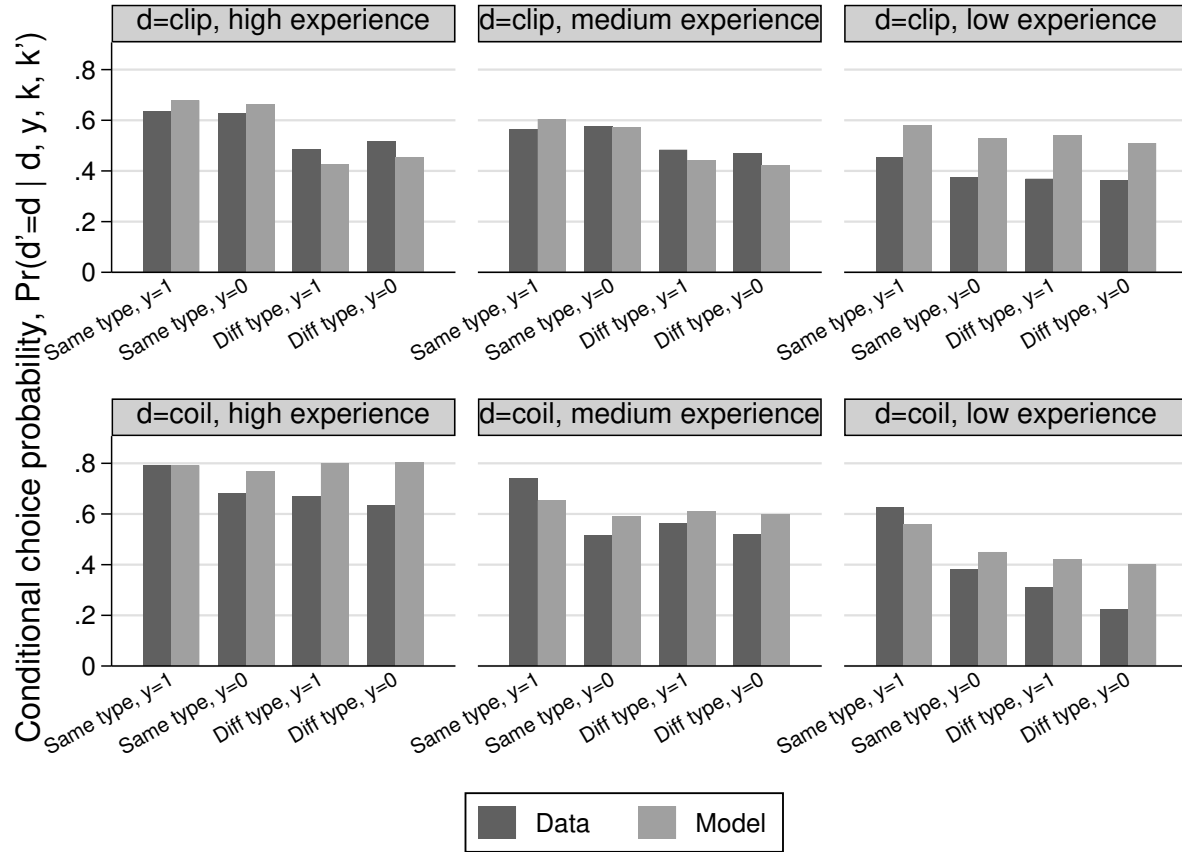 Conditional choice probability, Pr(d'=d | d, y, k, k')
d=clip, high experience
.8
.6
.4
.2
0
Same type, y=1
Same type, y=0
Diff type, y=1
Diff type, y=0
d=clip, medium experience
Same type, y=1
Same type, y=0
Diff type, y=1
Diff type, y=0
d=clip, low experience
Same type, y=1
Same type, y=0
Diff type, y=1
Diff type, y=0
d=coil, high experience
.8
.6
.4
.2
0
Same type, y=1
Same type, y=0
Diff type, y=1
Diff type, y=0
d=coil, medium experience
Same type, y=1
Same type, y=0
Diff type, y=1
Diff type, y=0
d=coil, low experience
Same type, y=1
Same type, y=0
Diff type, y=1
Diff type, y=0
Data
Model